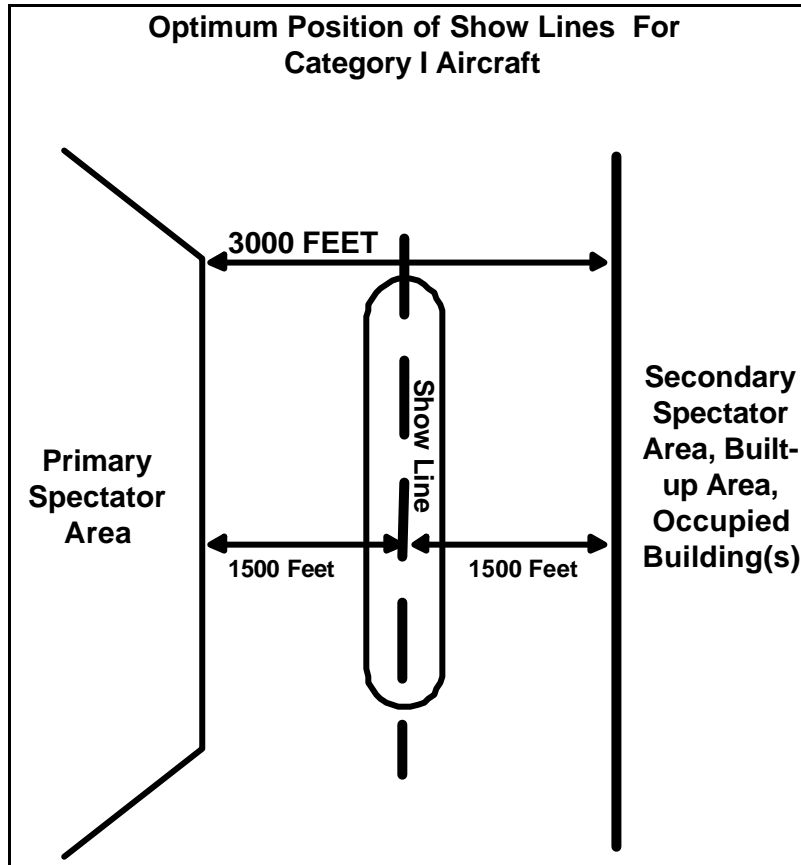 Optimum Position of Show Lines For
Category I Aircraft
3000 FEET
Show Line
Primary
Spectator
Area
Secondary
Spectator
Area, Built-
up Area,
Occupied
Building(s)
1500 Feet
1500 Feet